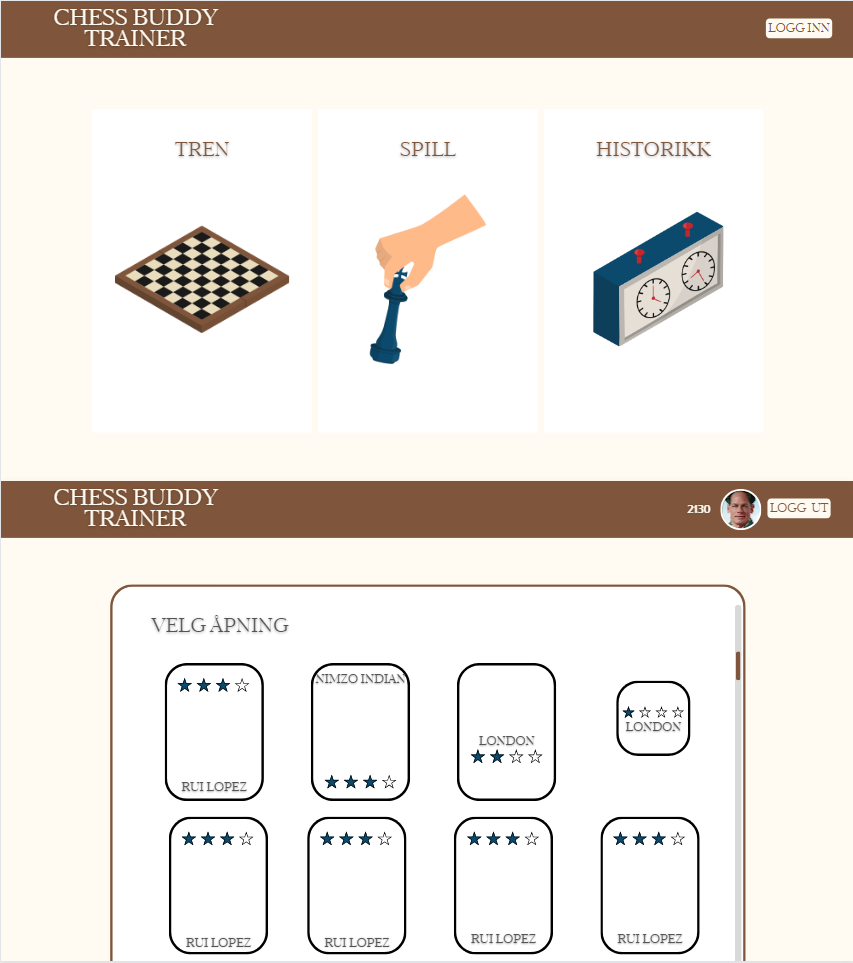 CHESS BUDDY
TRAINER
LOGG INN
TREN
SPILL
HISTORIKK
CHESS BUDDY
TRAINER
2130
LOGG UT
VELG ÅPNING
NIMZO INDIAN
LONDON
LONDON
RUI LOPEZ
RUI LOPEZ
RUI LOPEZ
RUI LOPEZ
RUI LOPEZ